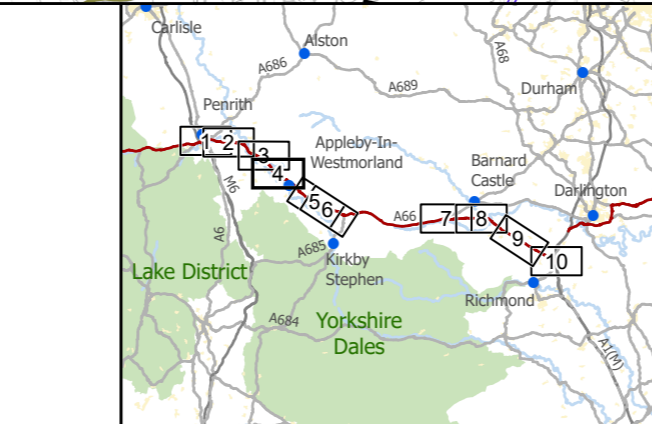 Carlisle
Alston
A68
A686
A689
Durham
Penrith
Appleby-In-
Westmorland
1
2
3
4
5
6
M6
A6
Barnard
Castle
Darlington
A66
7
8
9
10
A685
Kirkby
Stephen
Lake District
Richmond
A684
Yorkshire
Dales
A1(M)